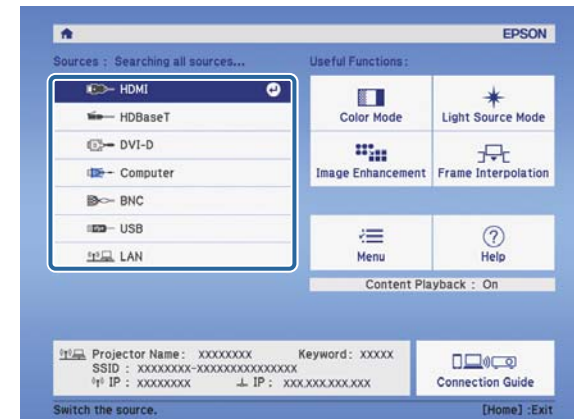 EPSON
Sources : Searching all sources...
Useful Functions :
HDMI
HDBaseT
DVI-D
Computer
BNC
USB
LAN
Color Mode
Light Source Mode
Image Enhancement
Frame Interpolation
Menu
Help
Content Playback : On
Projector Name : XXXXXXXX Keyword : XXXXX
SSID : XXXXXXXX-XXXXXXXXXXXXXXX
IP : XXXXXXXX IP : XXX.XXX.XXX.XXX
Connection Guide
Switch the source. [Home] :Exit